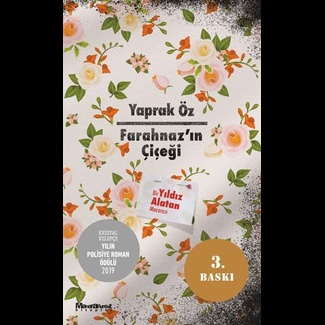 Yaprak Öz
Farahnaz'ın
Çiçeği
Bir
Yıldız
Alatan
Macerası
KRİSTAL
KELEPÇE
YILIN
POLİSİYE ROMAN
ÖDÜLÜ
2019
3.
BASKI